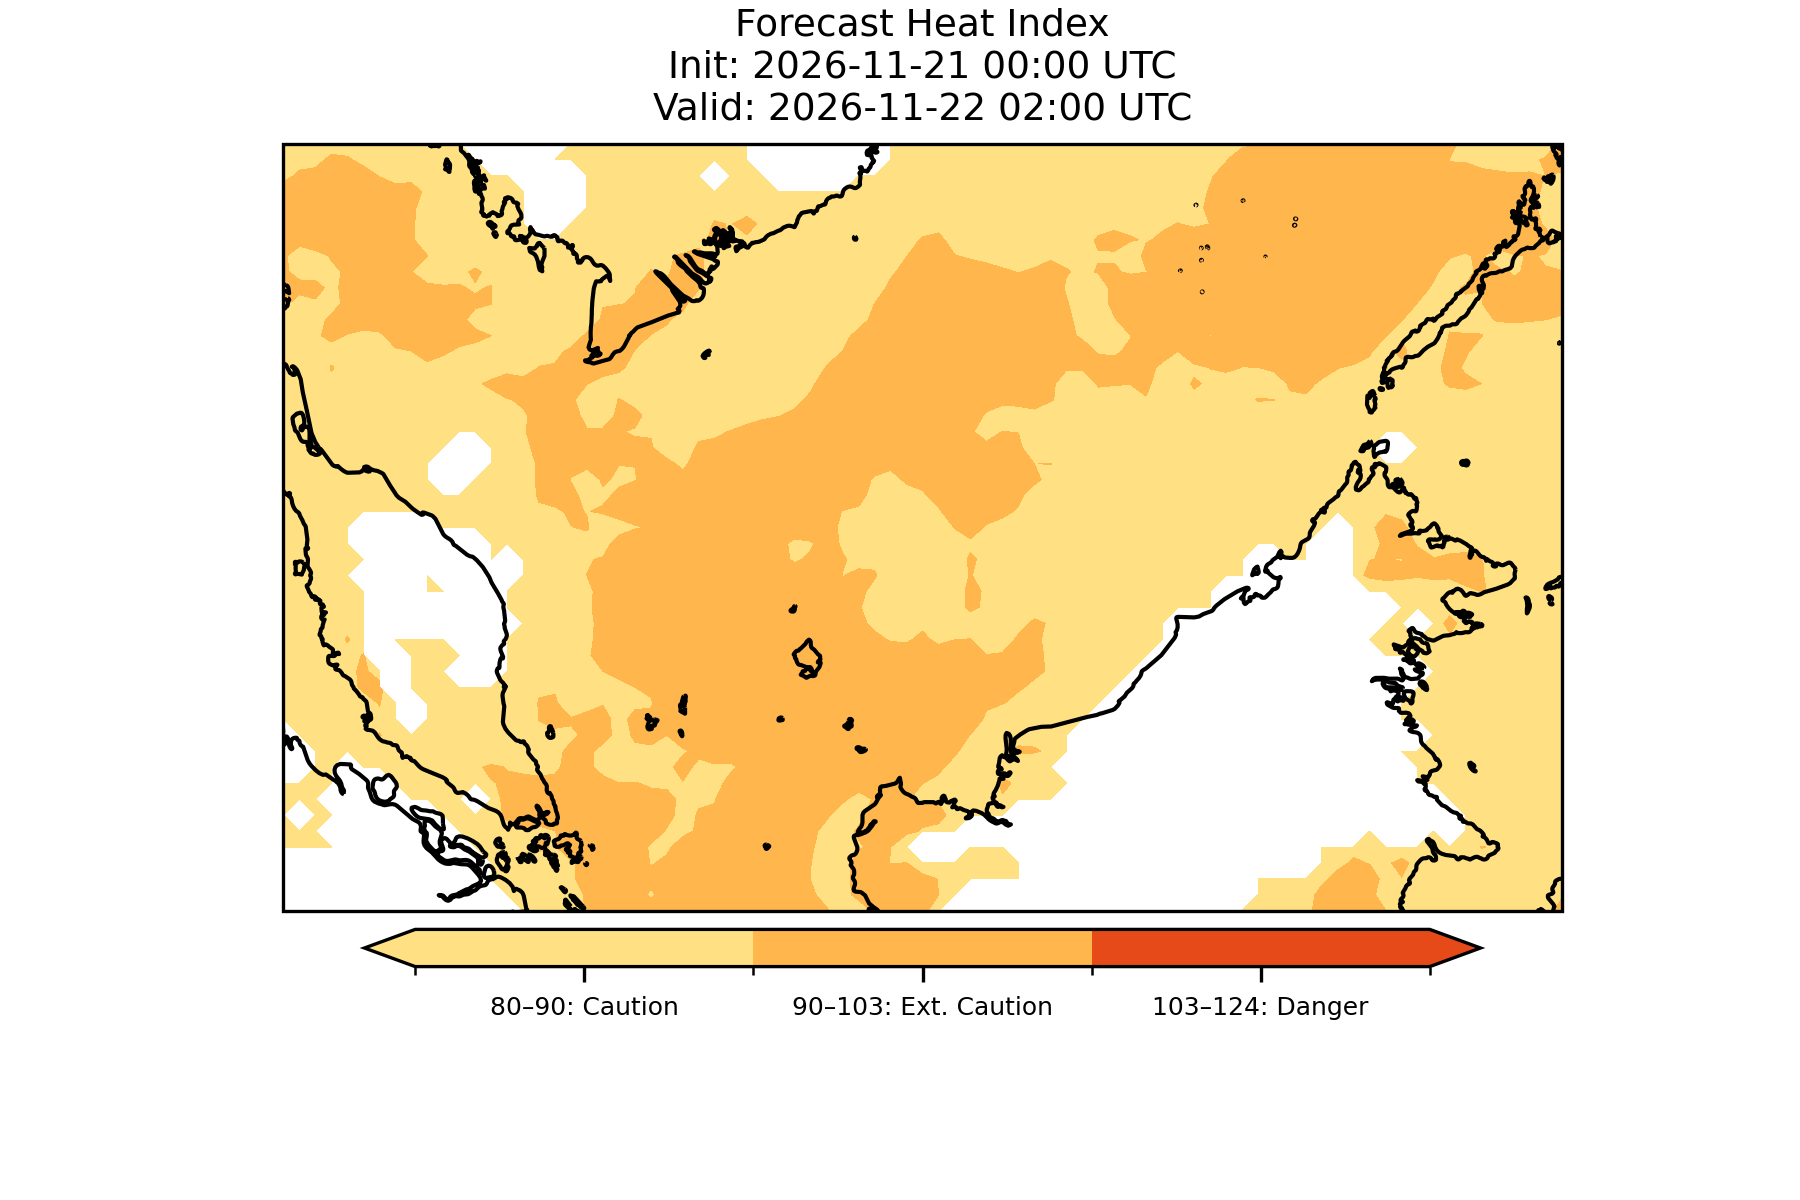 Forecast Heat Index
Init: 2026-11-21 00:00 UTC
Valid: 2026-11-22 02:00 UTC
80–90: Caution
90–103: Ext. Caution
103–124: Danger